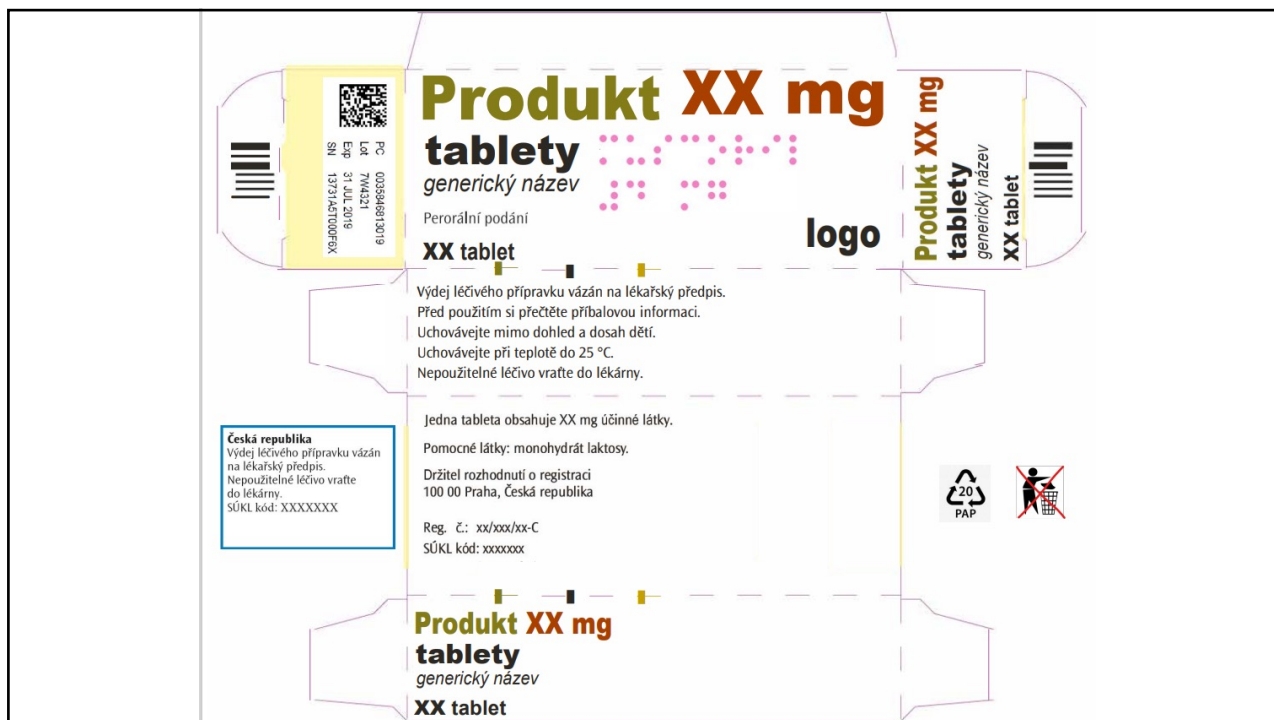 PC 0035846813019
Lot 7W4321
Exp 31 JUL 2019
SN 13731A5T000F6X
Produkt XX mg
tablety
generický název
Perorální podání
XX tablet
logo
Produkt XX mg
tablety
generický název
XX tablet
Výdej léčivého přípravku vázán na lékařský předpis.
Před použitím si přečtěte příbalovou informaci.
Uchovávejte mimo dohled a dosah dětí.
Uchovávejte při teplotě do 25 °C.
Nepoužitelné léčivo vraťte do lékárny.
Jedna tableta obsahuje XX mg účinné látky.
Pomocné látky: monohydrát laktosy.
Držitel rozhodnutí o registraci
100 00 Praha, Česká republika
Reg. č.: xx/xxx/xx-C
SÚKL kód: xxxxxxx
Česká republika
Výdej léčivého přípravku vázán
na lékařský předpis.
Nepoužitelné léčivo vraťte
do lékárny.
SÚKL kód: XXXXXXX
20
PAP
Produkt XX mg
tablety
generický název
XX tablet